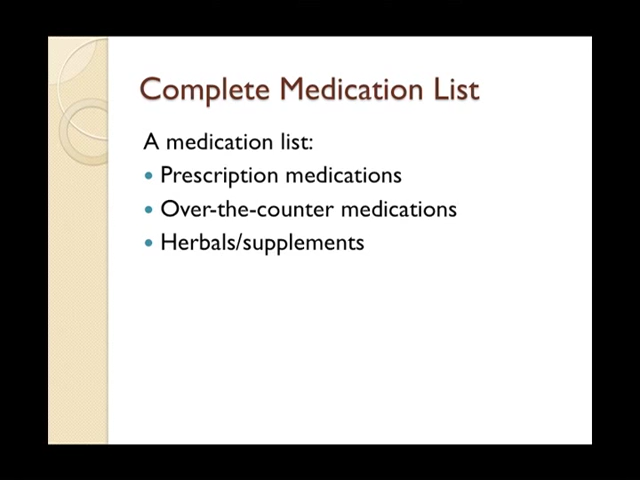 Complete Medication List
A medication list:
• Prescription medications
• Over-the-counter medications
• Herbals/supplements